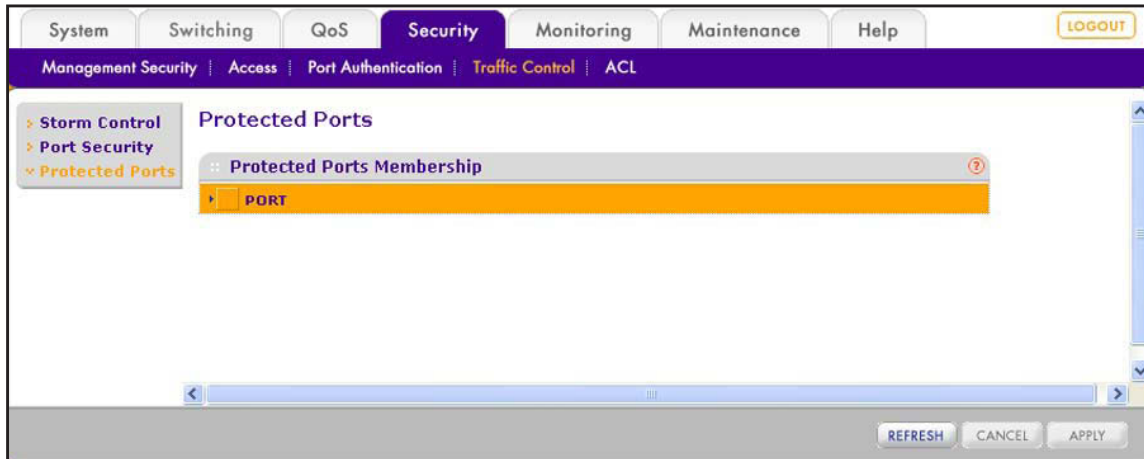 System Switching QoS Security Monitoring Maintenance Help LOGOUT
Management Security Access Port Authentication Traffic Control ACL
Storm Control
Port Security
Protected Ports
Protected Ports
Protected Ports Membership ?
PORT
REFRESH CANCEL APPLY